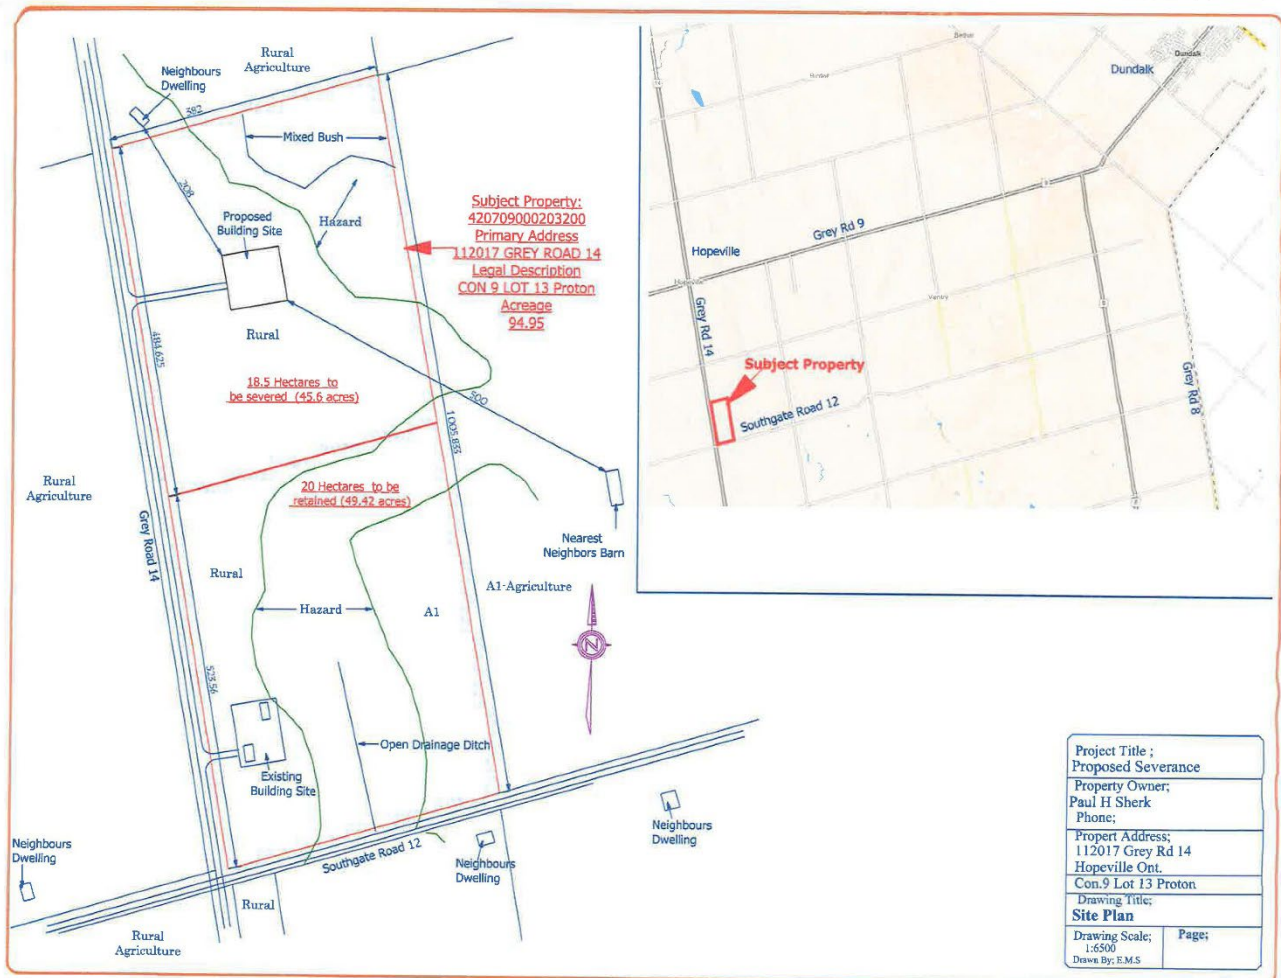 Rural
Agriculture
Neighbours
Dwelling
382
Mixed Bush
208
Hazard
Proposed
Building Site
Subject Property:
420709000203200
Primary Address
112017 GREY ROAD 14
Legal Description
CON 9 LOT 13 Proton
Acreage
94.95
Rural
484.625
18.5 Hectares to
be severed (45.6 acres)
500
1005.833
20 Hectares to be
retained (49.42 acres)
Rural
Agriculture
Grey Road 14
Nearest
Neighbors Barn
Rural
Hazard
A1
A1-Agriculture
N
523.56
Open Drainage Ditch
Existing
Building Site
Neighbours
Dwelling
Southgate Road 12
Neighbours
Dwelling
Neighbours
Dwelling
Rural
Rural
Agriculture
Dundalk
Dundalk
Grey Rd 9
9
Hopeville
Hopeville
Ventry
Grey Rd 14
Subject Property
Southgate Road 12
Grey Rd 8
Project Title ;
Proposed Severance
Property Owner;
Paul H Sherk
Phone;
Propert Address;
112017 Grey Rd 14
Hopeville Ont.
Con.9 Lot 13 Proton
Drawing Title;
Site Plan
Drawing Scale;
1:6500
Drawn By; E.M.S
Page;